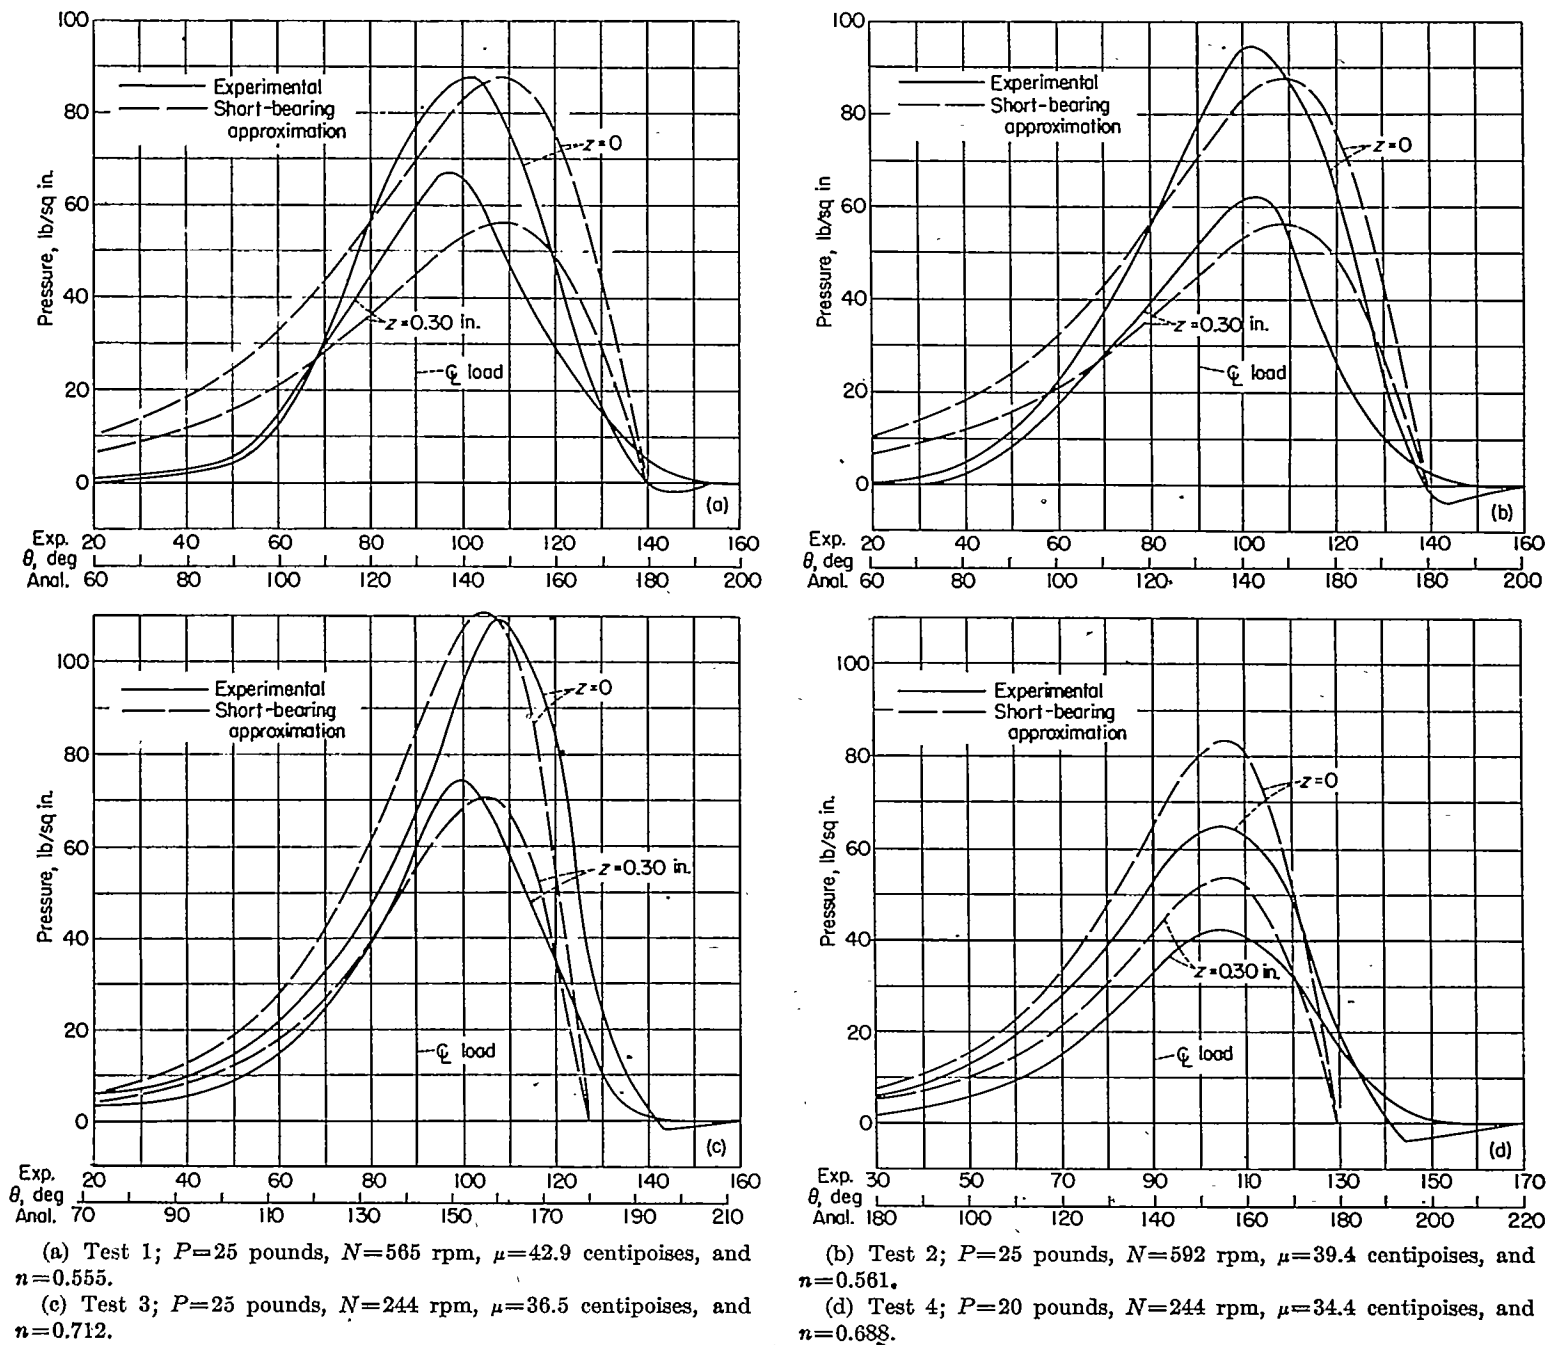 100
80
60
40
20
0
Pressure, lb/sq in.
Experimental
Short-bearing
approximation
z=0
z=0.30 in.
℄ load
(a)
Exp. 20 40 60 80 100 120 140 160
θ, deg
Anal. 60 80 100 120 140 160 180 200
100
80
60
40
20
0
Pressure, lb/sq in
Experimental
Short-bearing
approximation
z=0
z=0.30 in.
℄ load
(b)
Exp. 20 40 60 80 100 120 140 160
θ, deg
Anal. 60 80 100 120 140 160 180 200
100
80
60
40
20
0
Pressure, lb/sq in.
Experimental
Short-bearing
approximation
z=0
z=0.30 in.
℄ load
(c)
Exp. 20 40 60 80 100 120 140 160
θ, deg
Anal. 70 90 110 130 150 170 190 210
100
80
60
40
20
0
Pressure, lb/sq in.
Experimental
Short-bearing
approximation
z=0
z=0.30 in.
℄ load
(d)
Exp. 30 50 70 90 110 130 150 170
θ, deg
Anal. 180 100 120 140 160 180 200 220
(a) Test 1; P=25 pounds, N=565 rpm, μ=42.9 centipoises, and
n=0.555.
(b) Test 2; P=25 pounds, N=592 rpm, μ=39.4 centipoises, and
n=0.561.
(c) Test 3; P=25 pounds, N=244 rpm, μ=36.5 centipoises, and
n=0.712.
(d) Test 4; P=20 pounds, N=244 rpm, μ=34.4 centipoises, and
n=0.688.